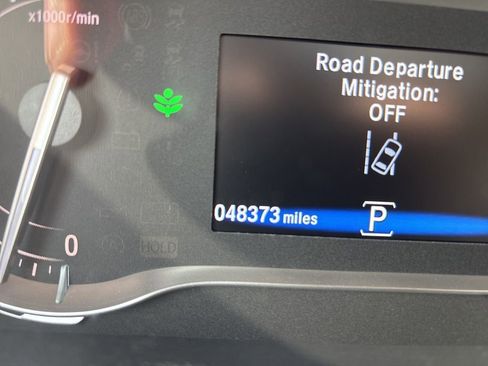 x1000r/min
Road Departure
Mitigation:
OFF
048373 miles
P
0
HOLD